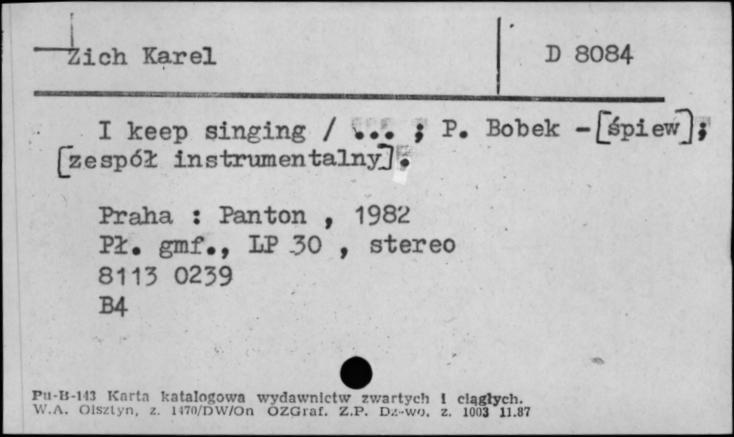 Zich Karel
D 8084
I keep singing / ... ; P. Bobek - [śpiew];
[zespół instrumentalny].
Praha : Panton , 1982
Pł. gmf., LP 30 , stereo
8113 0239
B4
Pu-B-143 Karta katalogowa wydawnictw zwartych i ciągłych.
W.A. Olsztyn, z. 1470/DW/On OZGraf. Z.P. Dz-wo, z. 1003 11.87